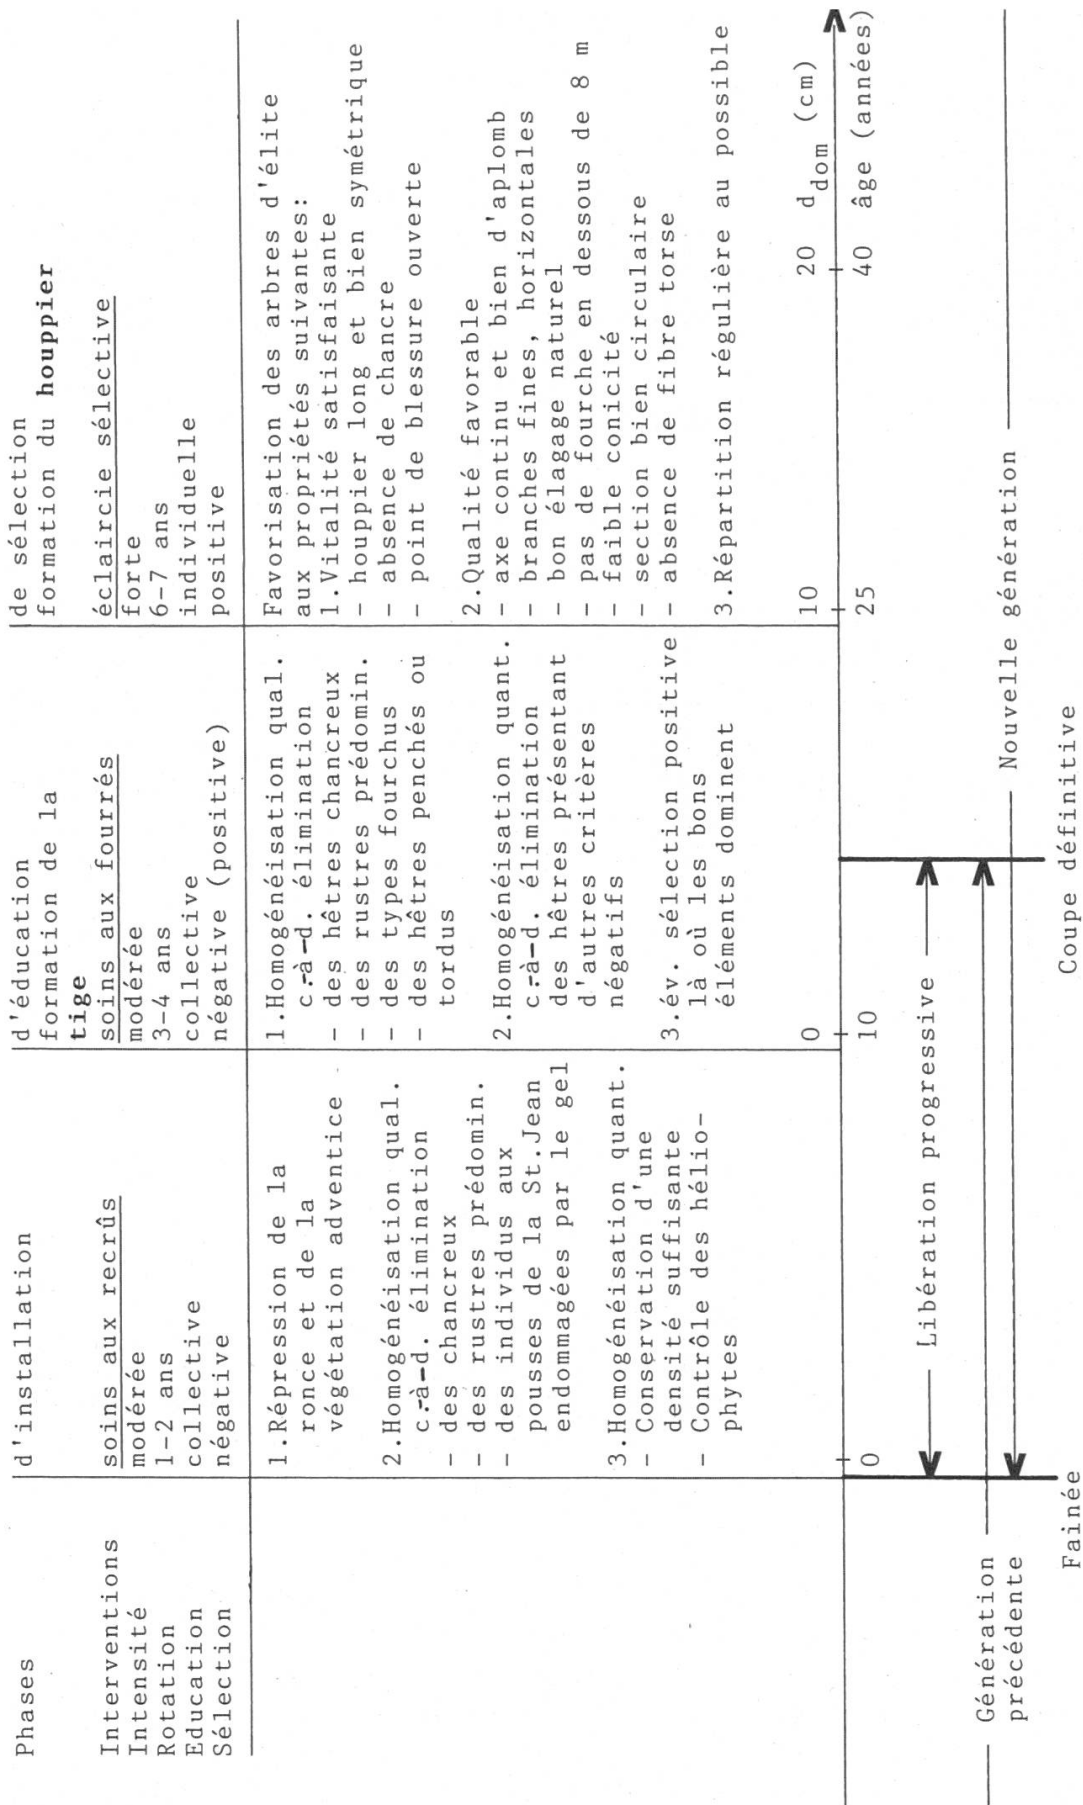 Phases
Interventions
Intensité
Rotation
Education
Sélection
d'installation
soins aux recrûs
modérée
1-2 ans
collective
négative
1.Répression de la
ronce et de la
végétation adventice
2.Homogénéisation qual.
c.-à-d. élimination
- des chancreux
- des rustres prédomin.
- des individus aux
pousses de la St.Jean
endommagées par le gel
3.Homogénéisation quant.
- Conservation d'une
densité suffisante
- Contrôle des hélio-
phytes
d'éducation
formation de la
tige
soins aux fourrés
modérée
3-4 ans
collective
négative (positive)
1.Homogénéisation qual.
c.-à-d. élimination
- des hêtres chancreux
- des rustres prédomin.
- des types fourchus
- des hêtres penchés ou
tordus
2.Homogénéisation quant.
c.-à-d. élimination
des hêtres présentant
d'autres critères
négatifs
3.év. sélection positive
là où les bons
éléments dominent
de sélection
formation du houppier
éclaircie sélective
forte
6-7 ans
individuelle
positive
Favorisation des arbres d'élite
aux propriétés suivantes:
1.Vitalité satisfaisante
- houppier long et bien symétrique
- absence de chancre
- point de blessure ouverte
2.Qualité favorable
- axe continu et bien d'aplomb
- branches fines, horizontales
- bon élagage naturel
- pas de fourche en dessous de 8 m
- faible conicité
- section bien circulaire
- absence de fibre torse
3.Répartition régulière au possible
0 10 20 d dom (cm)
0 10 25 40 âge (années)
Libération progressive
Génération
précédente
Nouvelle génération
Fainée
Coupe définitive